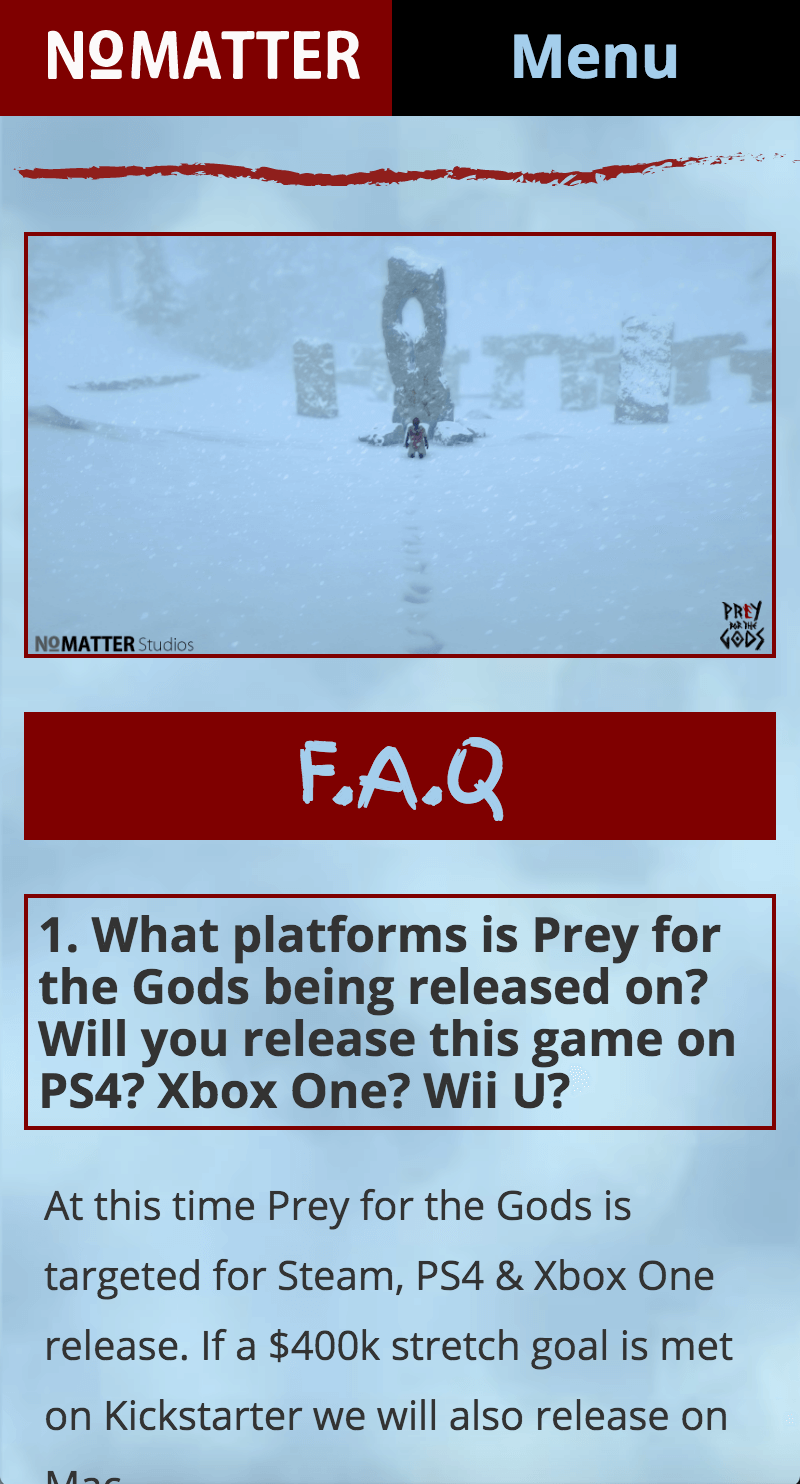 NoMATTER
Menu
NoMATTER Studios
PREY
FOR THE
GODS
F.A.Q
1. What platforms is Prey for
the Gods being released on?
Will you release this game on
PS4? Xbox One? Wii U?
At this time Prey for the Gods is
targeted for Steam, PS4 & Xbox One
release. If a $400k stretch goal is met
on Kickstarter we will also release on
Mac